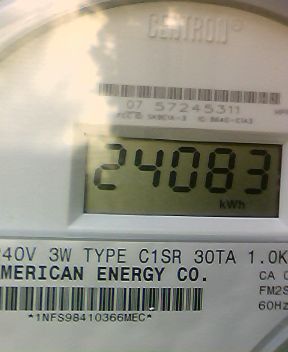 CENTRON®
07 57245311
24083
kWh
240V 3W TYPE C1SR 30TA 1.0K
AMERICAN ENERGY CO.
CA
FM2S
60Hz
*1NFS98410366MEC*